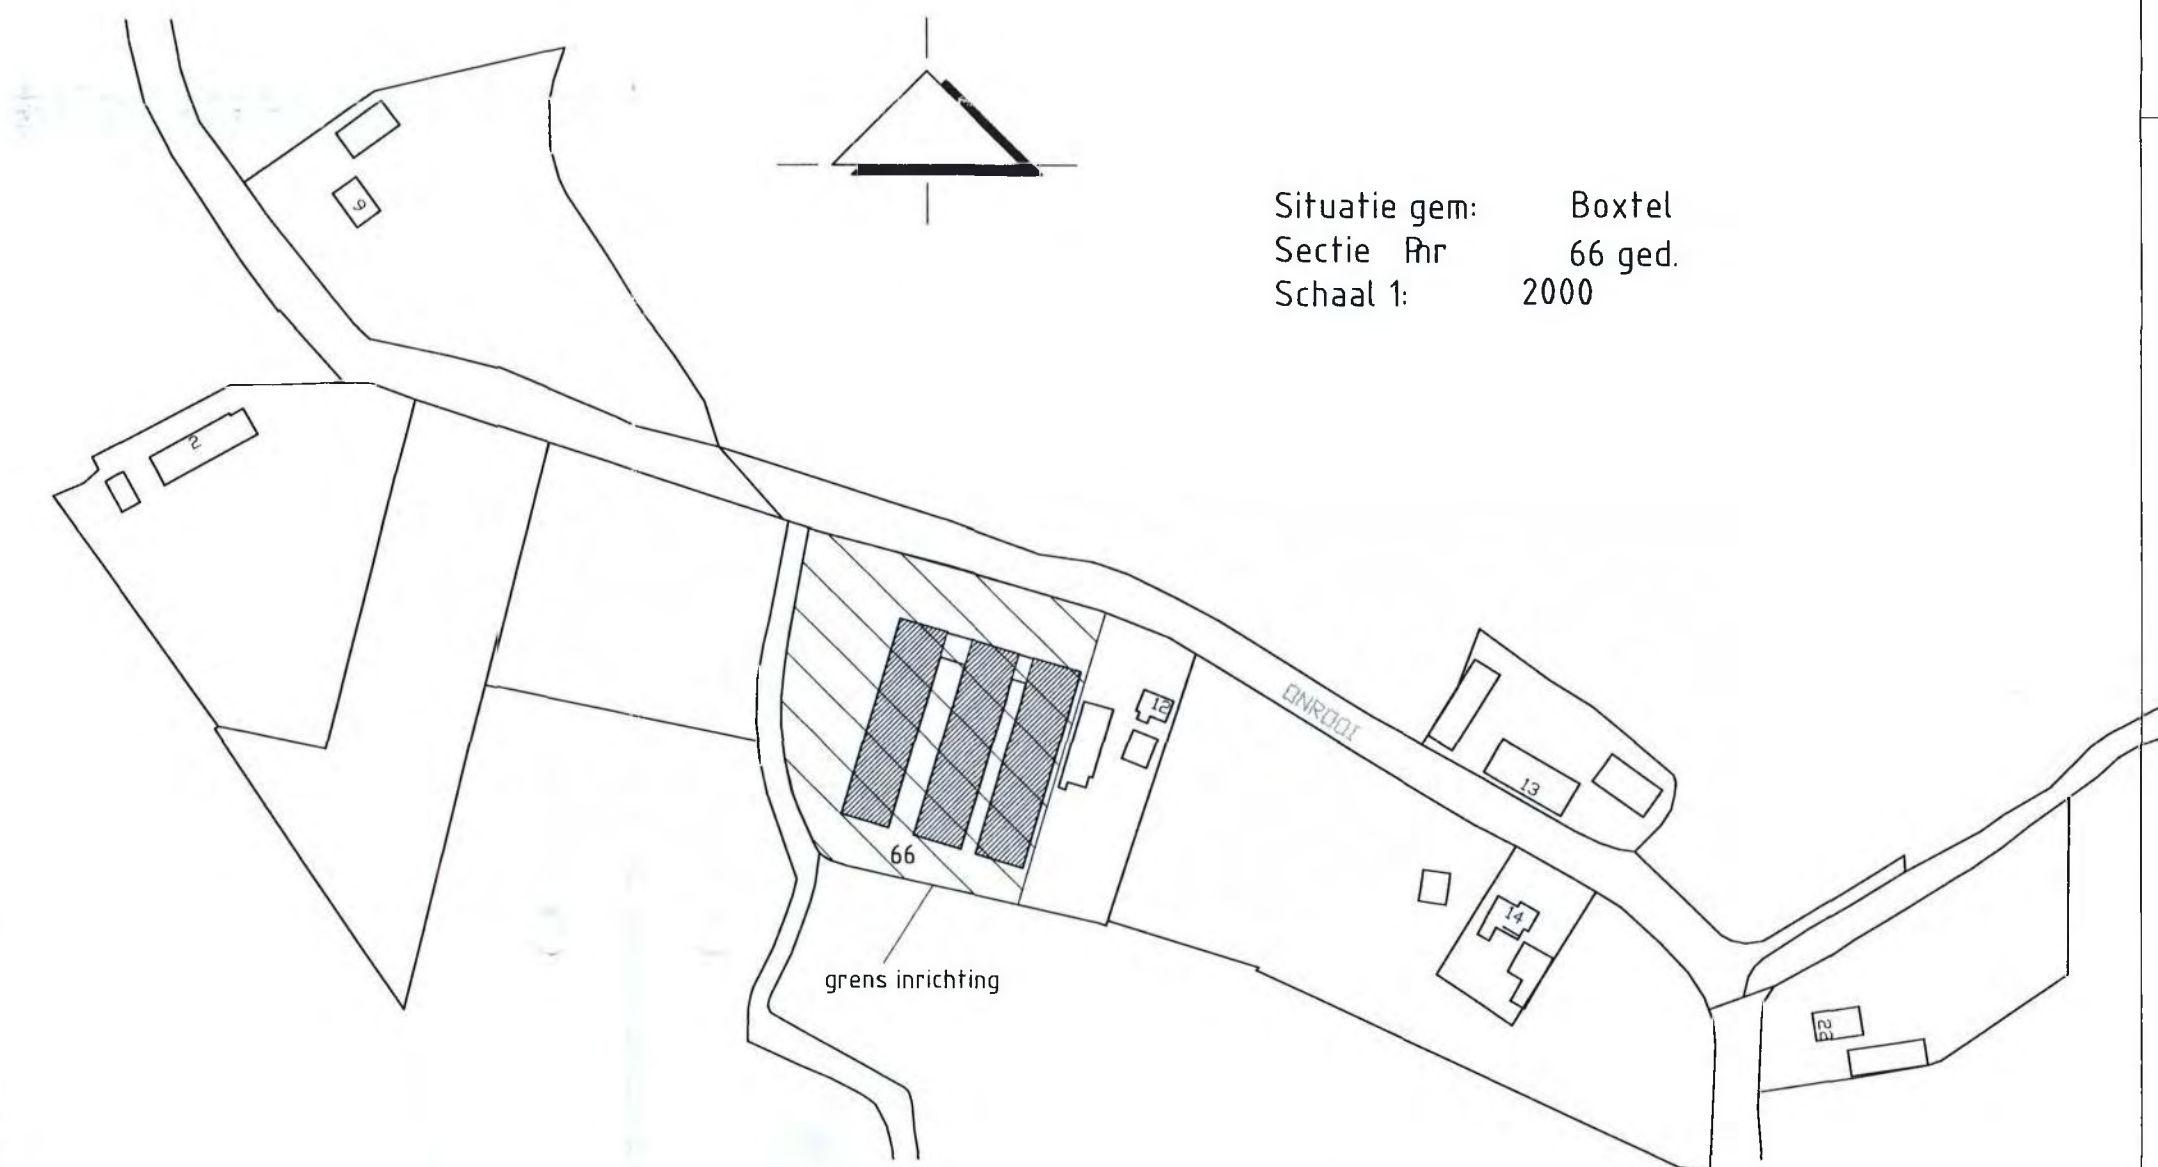 Situatie gem: Boxtel
Sectie Pnr 66 ged.
Schaal 1: 2000
9
2
12
ONROOI
13
66
14
grens inrichting
22